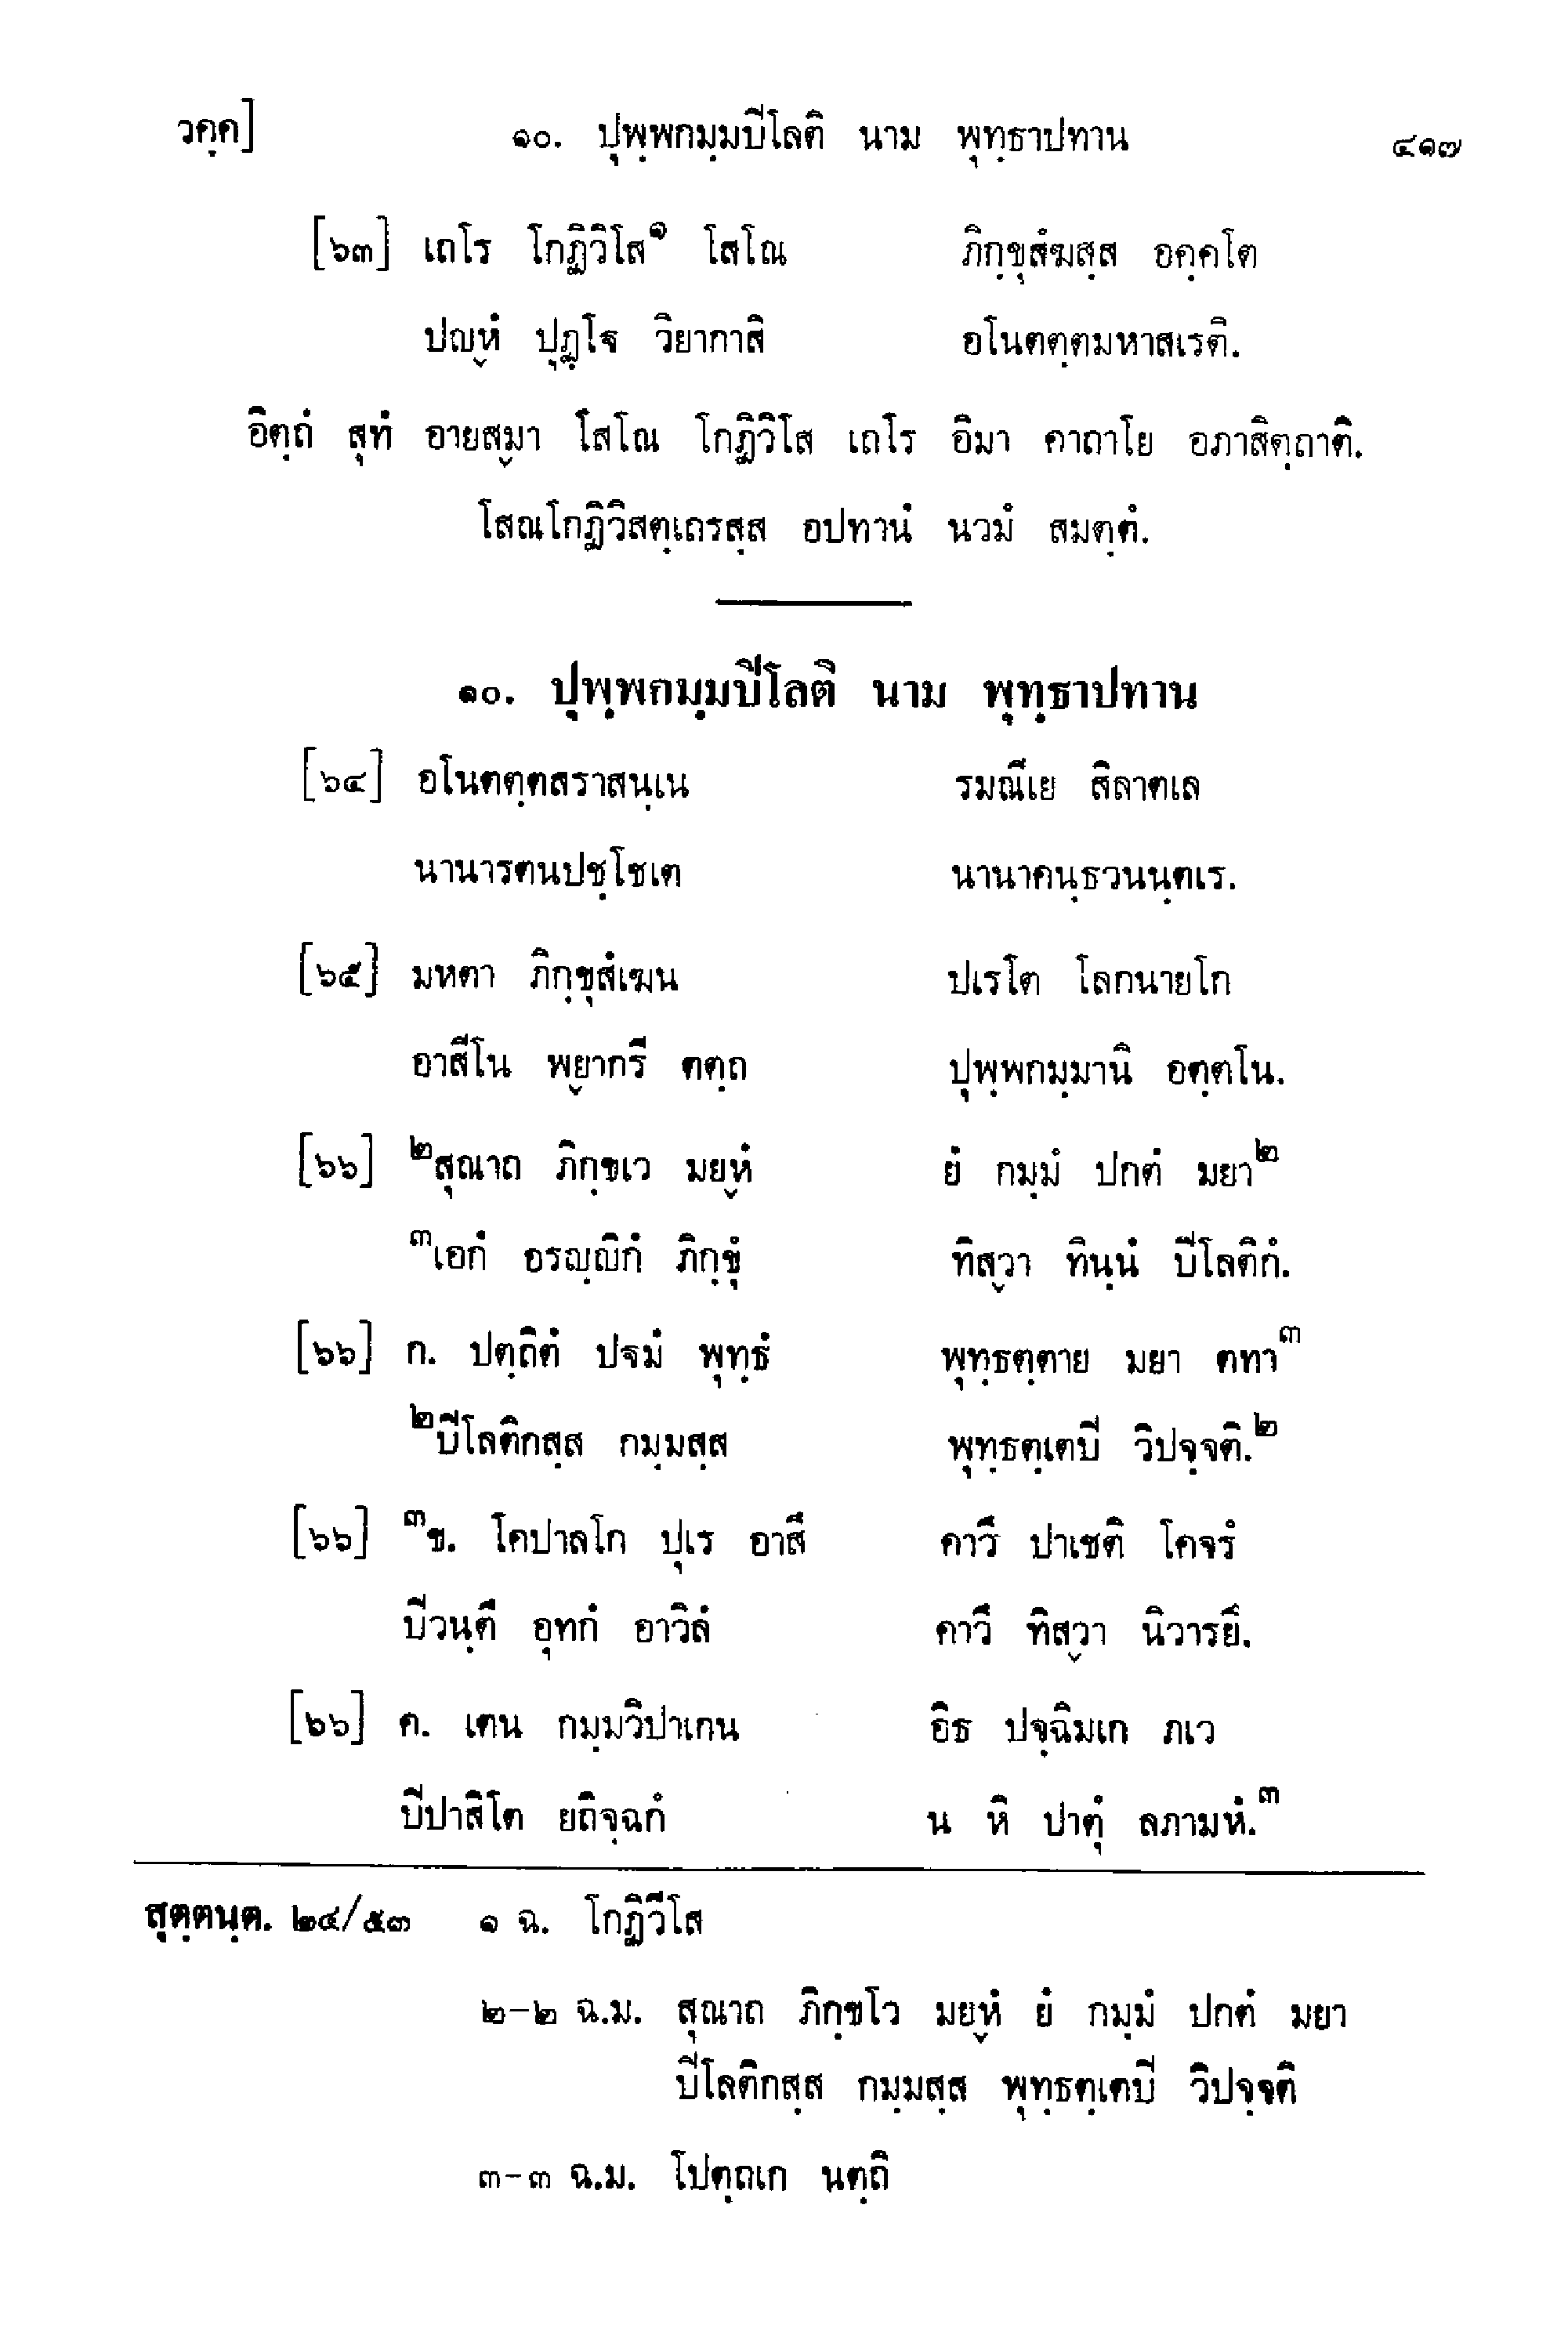 วคฺค] ๑๐. ปุพฺพกมฺมปีโลติ นาม พุทฺธาปทาน ๔๑๗
[๖๓] เถโร โกฏิวิโส๑ โสโณ ภิกฺขุสํฆสฺส อคฺคโต
ปญฺหํ ปุฏฺโฐ วิยากาสิ อโนตตฺตมหาสเรติ.
อิตฺถํ สุทํ อายสฺมา โสโณ โกฏิวิโส เถโร อิมา คาถาโย อภาสิตฺถาติ.
โสณโกฏิวิสตฺเถรสฺส อปทานํ นวมํ สมตฺตํ.
๑๐. ปุพฺพกมฺมปีโลติ นาม พุทฺธาปทาน
[๖๔] อโนตตฺตสราสนฺเน รมณีเย สิลาตเล
นานารตนปชฺโชเต นานาคนฺธวนนฺตเร.
[๖๕] มหตา ภิกฺขุสํเฆน ปเรโต โลกนายโก
อาสีโน พฺยากรี ตตฺถ ปุพฺพกมฺมานิ อตฺตโน.
[๖๖] ๒สุณาถ ภิกฺขเว มยฺหํ ยํ กมฺมํ ปกตํ มยา๒
๓เอกํ อรญฺญิกํ ภิกฺขุํ ทิสฺวา ทินฺนํ ปีโลติกํ.
[๖๖] ก. ปตฺถิตํ ปฐมํ พุทฺธํ พุทฺธตฺตาย มยา ตทา๓
๒ปีโลติกสฺส กมฺมสฺส พุทฺธตฺเตปิ วิปจฺจติ.๒
[๖๖] ๓ข. โคปาลโก ปุเร อาสึ คาวึ ปาเชติ โคจรํ
ปิวนฺตึ อุทกํ อาวิลํ คาวึ ทิสฺวา นิวารยึ.
[๖๖] ค. เตน กมฺมวิปาเกน อิธ ปจฺฉิมเก ภเว
ปิปาสิโต ยถิจฺฉกํ น หิ ปาตุํ ลภามหํ.๓
สุตฺตนฺต. ๒๔/๕๓ ๑ ฉ. โกฏิวีโส
๒-๒ ฉ.ม. สุณาถ ภิกฺขโว มยฺหํ ยํ กมฺมํ ปกตํ มยา
ปิโลติกสฺส กมฺมสฺส พุทฺธตฺเตปิ วิปจฺจติ
๓-๓ ฉ.ม. โปตฺถเก นตฺถิ